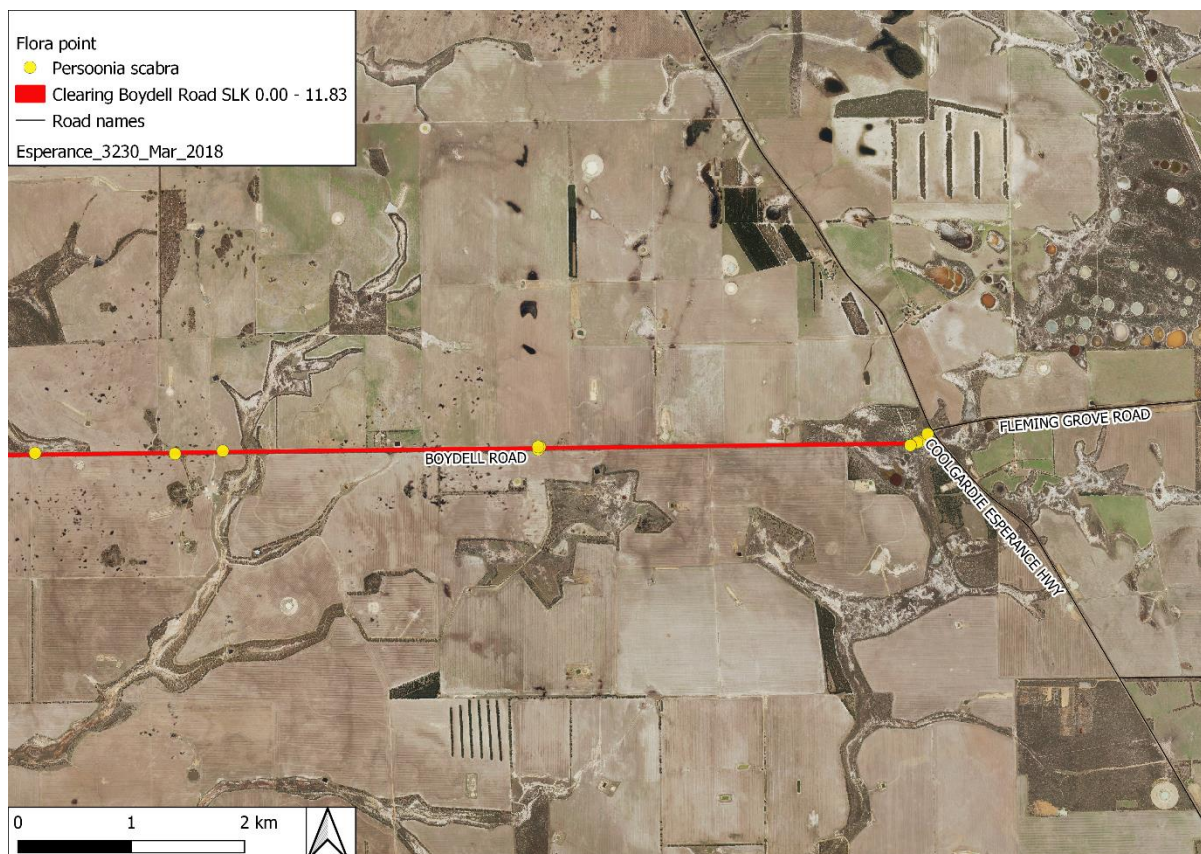 Flora point
Persoonia scabra
Clearing Boydell Road SLK 0.00 - 11.83
Road names
Esperance_3230_Mar_2018
FLEMING GROVE ROAD
BOYDELL ROAD
COOLGARDIE ESPERANCE HWY
0 1 2 km